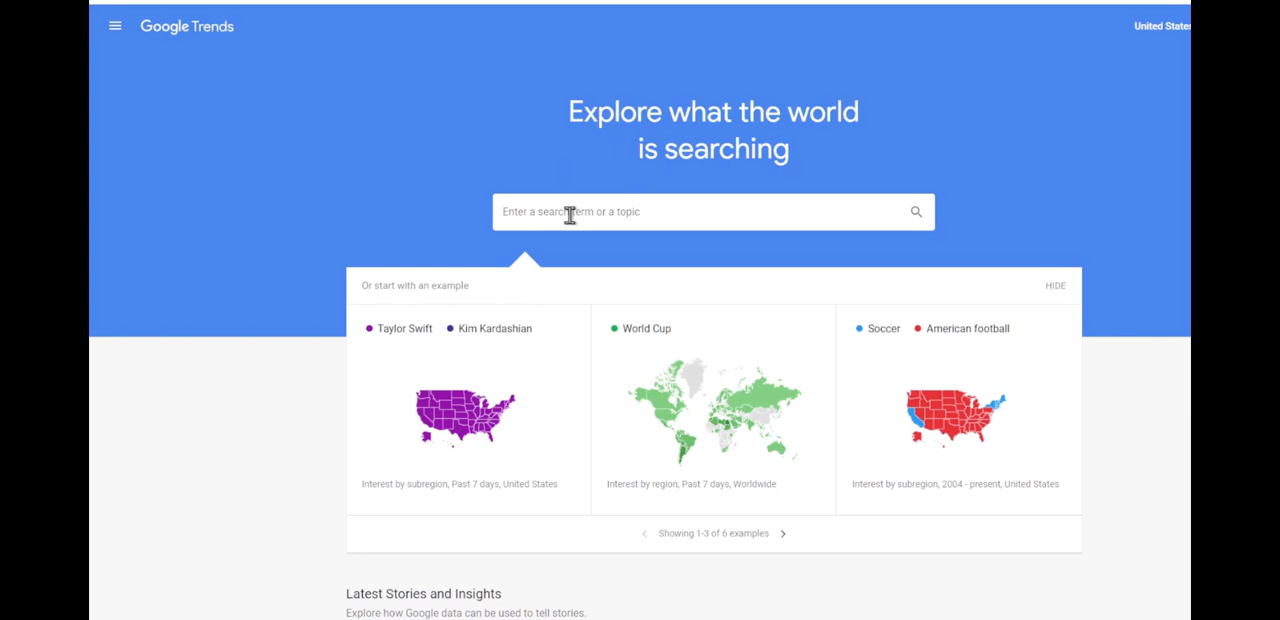 Google Trends
United States
Explore what the world
is searching
Enter a search term or a topic
Or start with an example
HIDE
Taylor Swift Kim Kardashian
World Cup
Soccer American football
Interest by subregion, Past 7 days, United States
Interest by region, Past 7 days, Worldwide
Interest by subregion, 2004 - present, United States
Showing 1-3 of 6 examples
Latest Stories and Insights
Explore how Google data can be used to tell stories.